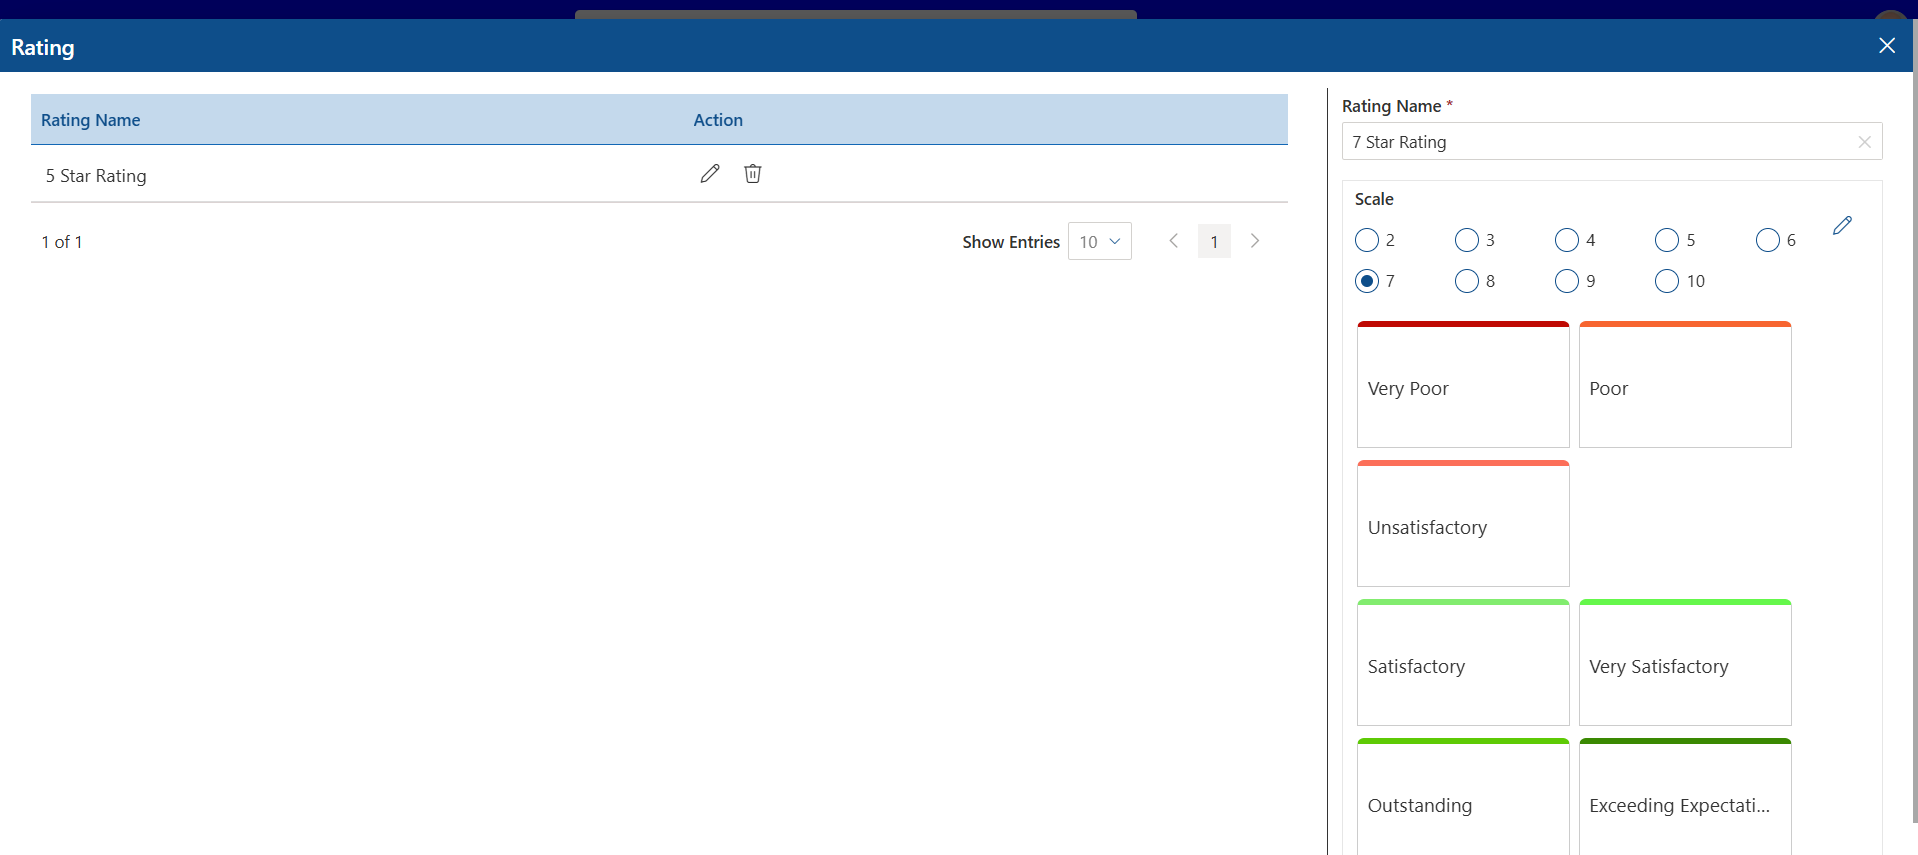 Rating
Rating Name Action
5 Star Rating
1 of 1 Show Entries 10 1
Rating Name *
7 Star Rating
Scale
2 3 4 5 6
7 8 9 10
Very Poor Poor
Unsatisfactory
Satisfactory Very Satisfactory
Outstanding Exceeding Expectati...